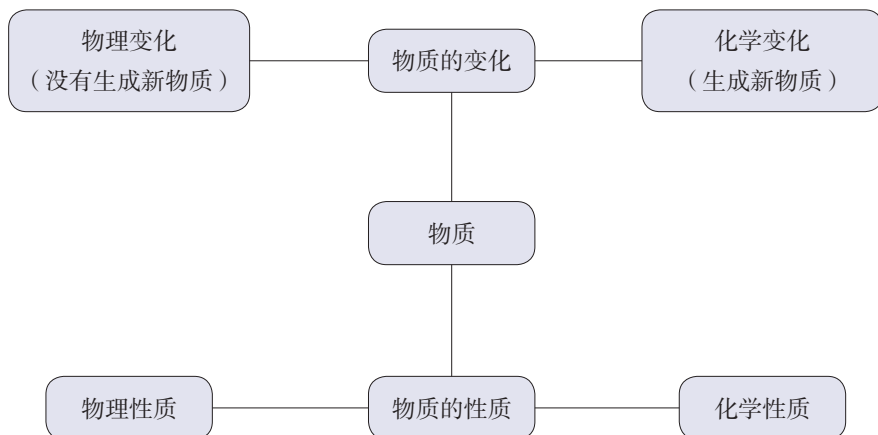 物理变化
（没有生成新物质）
物质的变化
化学变化
（生成新物质）
物质
物理性质
物质的性质
化学性质